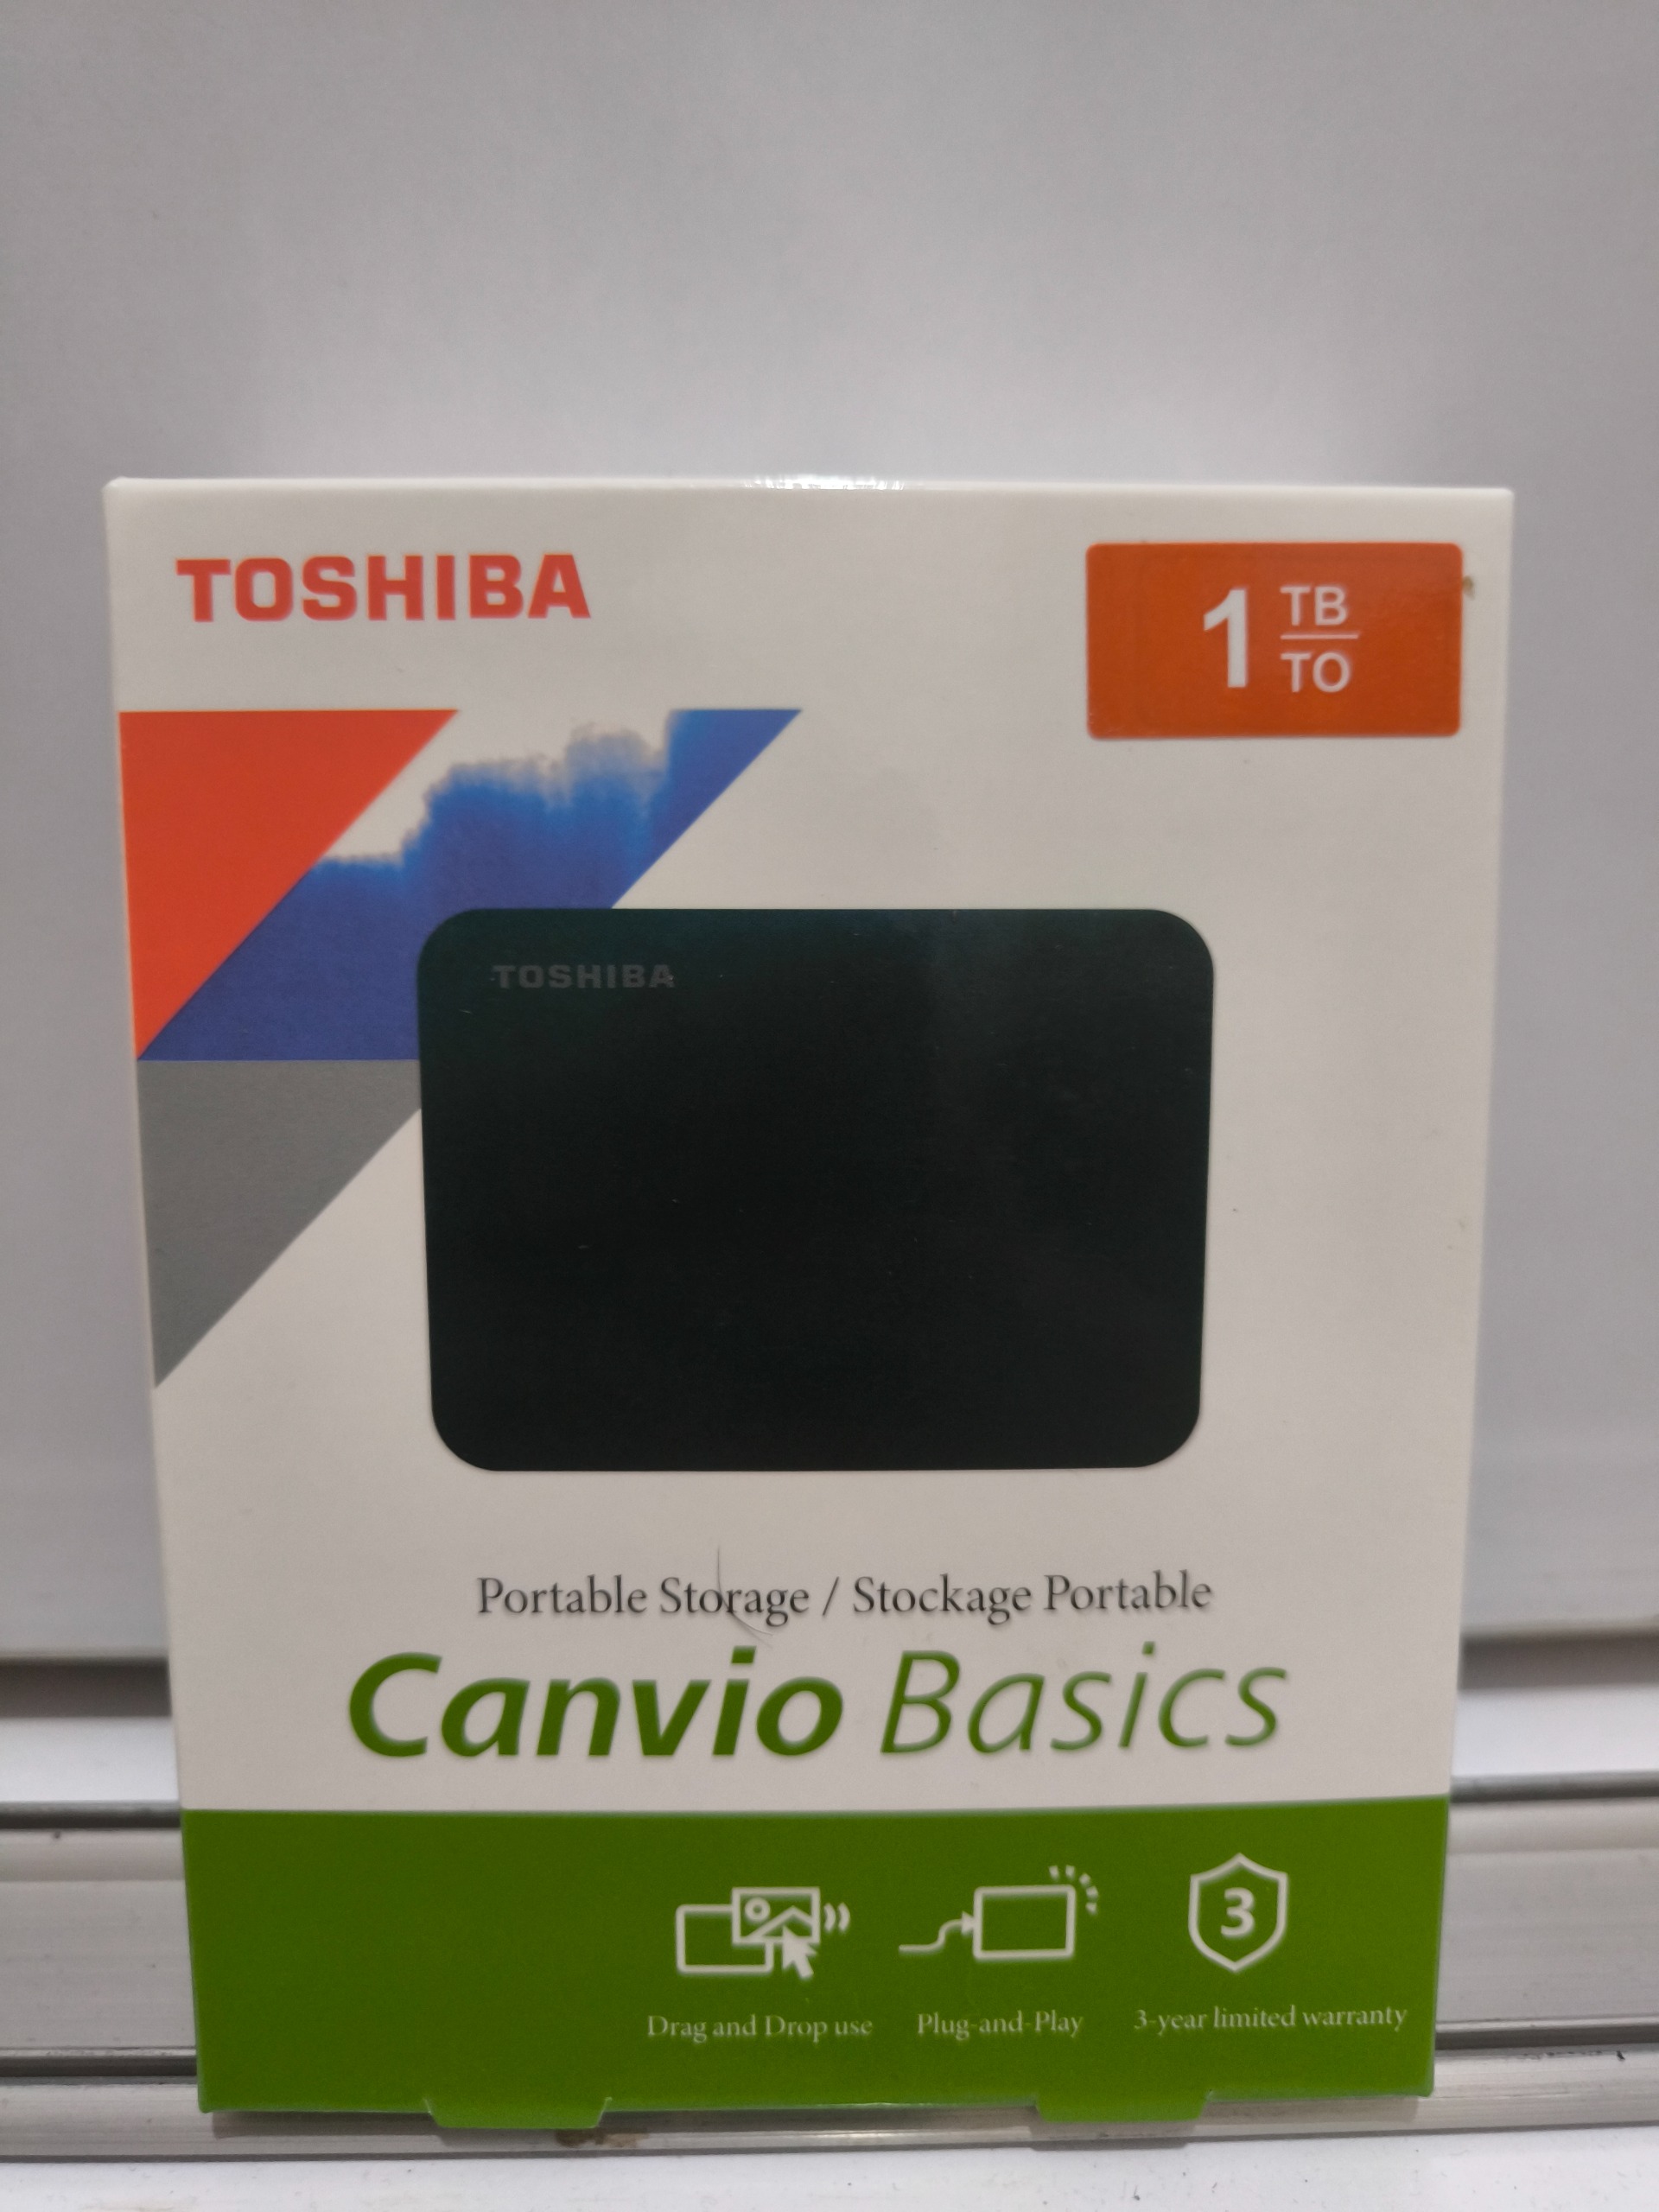 TOSHIBA
1 TB
TO
TOSHIBA
Portable Storage / Stockage Portable
Canvio Basics
3
Drag and Drop use
Plug-and-Play
3-year limited warranty